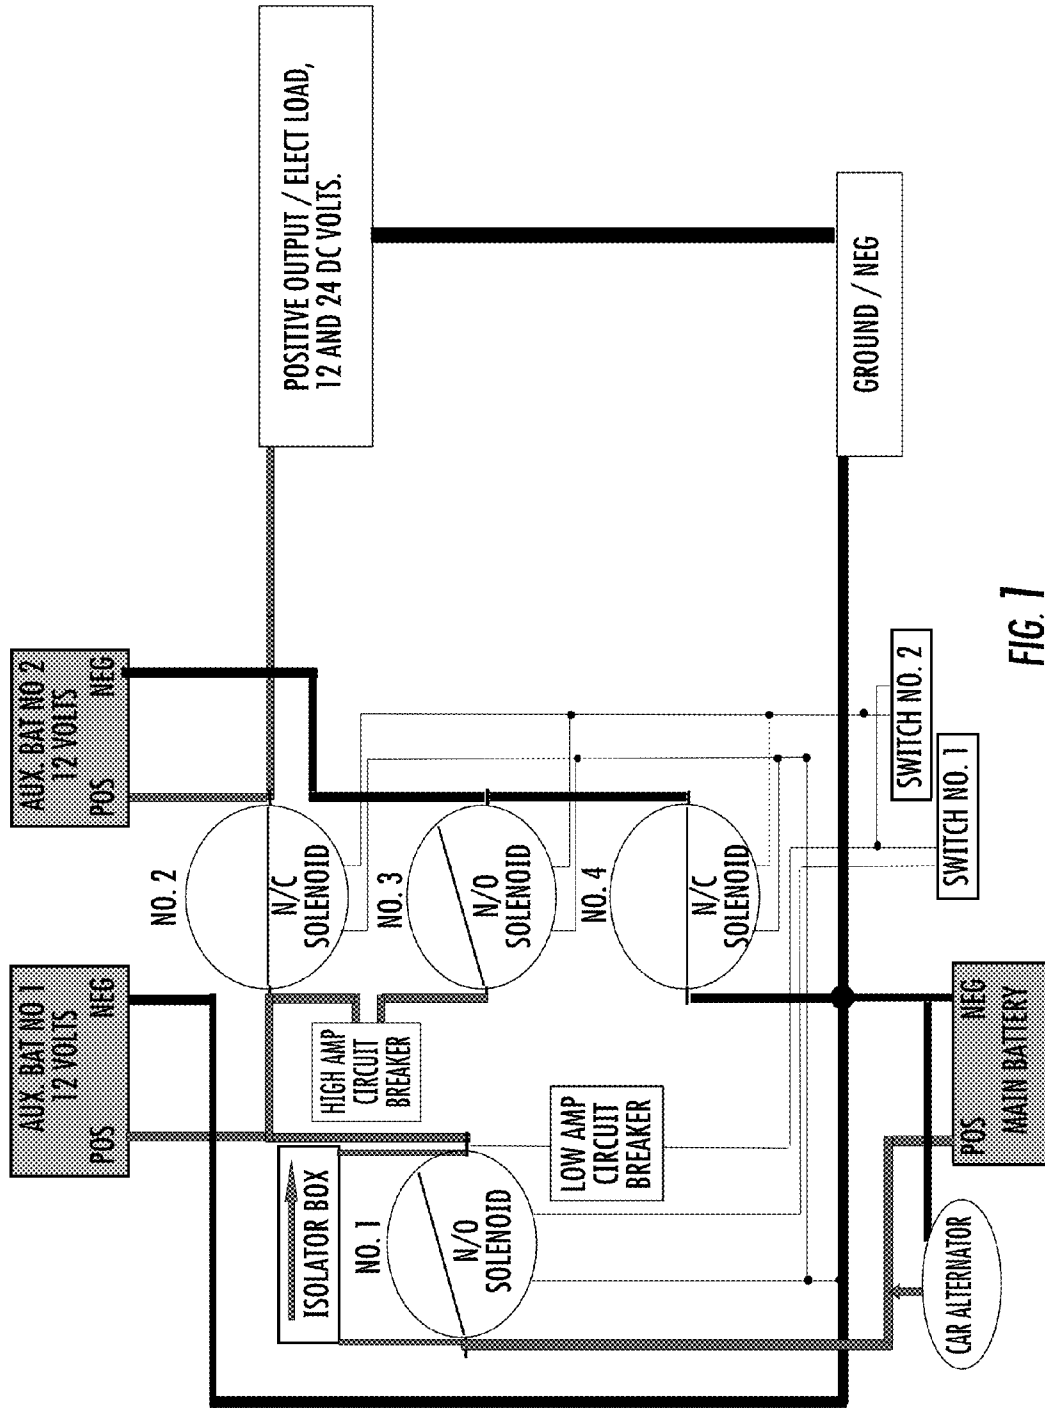 AUX. BAT NO 1
12 VOLTS
POS
NEG
AUX. BAT NO 2
12 VOLTS
POS
NEG
NO. 2
N/C
SOLENOID
POSITIVE OUTPUT / ELECT LOAD,
12 AND 24 DC VOLTS.
ISOLATOR BOX
HIGH AMP
CIRCUIT
BREAKER
NO. 1
N/O
SOLENOID
NO. 3
N/O
SOLENOID
LOW AMP
CIRCUIT
BREAKER
NO. 4
N/C
SOLENOID
GROUND / NEG
SWITCH NO. 2
SWITCH NO. 1
CAR ALTERNATOR
POS
NEG
MAIN BATTERY
FIG. 1